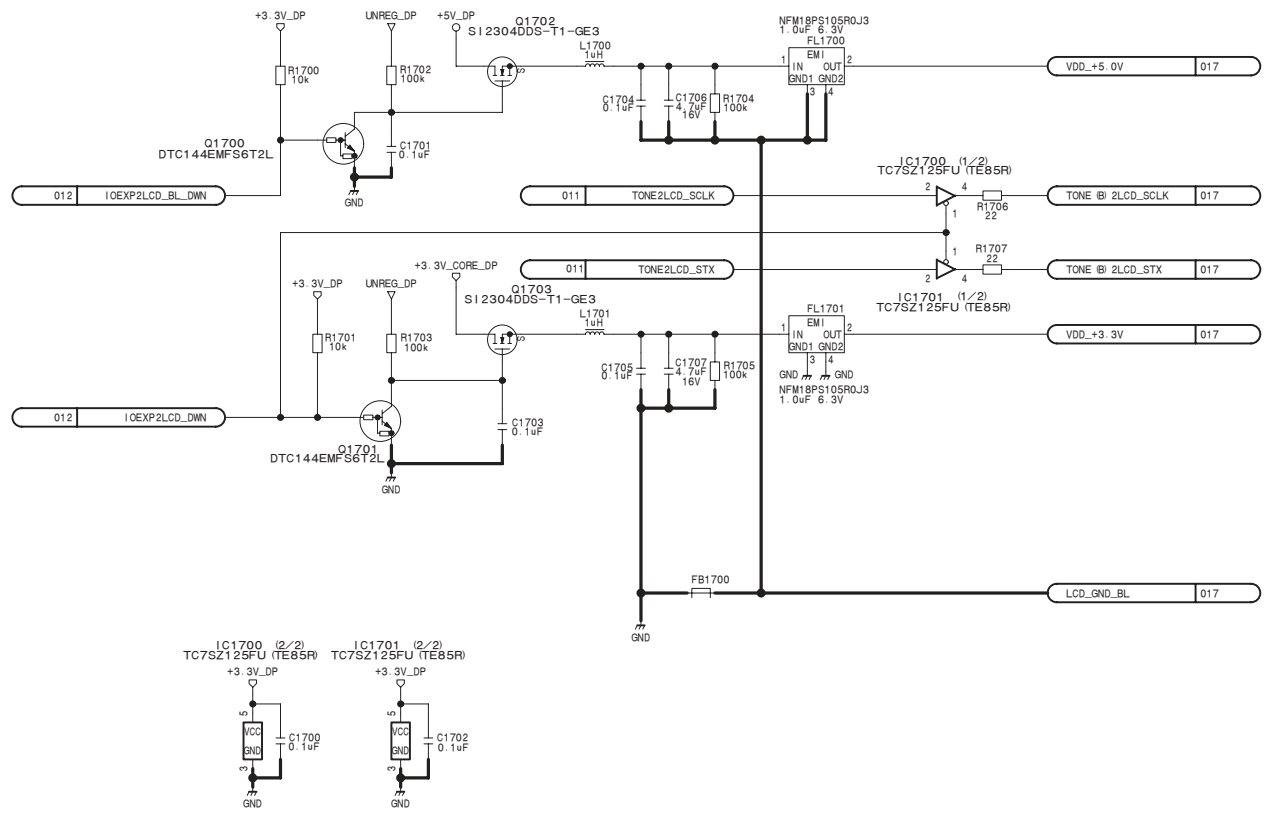 +3.3V_DP
UNREG_DP
+5V_DP
Q1702
SI2304DDS-T1-GE3
L1700
1uH
NFM18PS105R0J3
1.0uF 6.3V
FL1700
EMI
1
IN
OUT
2
GND1
GND2
3
4
VDD_+5.0V
017
R1700
10k
R1702
100k
S
C1704
0.1uF
C1706
4.7uF
16V
R1704
100k
Q1700
DTC144EMFS6T2L
C1701
0.1uF
GND
012
IOEXP2LCD_BL_DWN
011
TONE2LCD_SCLK
IC1700 (1/2)
TC7SZ125FU (TE85R)
2
4
1
R1706
22
TONE (B) 2LCD_SCLK
017
011
TONE2LCD_STX
1
2
4
R1707
22
IC1701 (1/2)
TC7SZ125FU (TE85R)
TONE (B) 2LCD_STX
017
+3.3V_DP
UNREG_DP
+3.3V_CORE_DP
Q1703
SI2304DDS-T1-GE3
L1701
1uH
FL1701
EMI
1
IN
OUT
2
GND1
GND2
3
4
GND
GND
NFM18PS105R0J3
1.0uF 6.3V
VDD_+3.3V
017
R1701
10k
R1703
100k
S
C1705
0.1uF
C1707
4.7uF
16V
R1705
100k
012
IOEXP2LCD_DWN
Q1701
DTC144EMFS6T2L
C1703
0.1uF
GND
FB1700
GND
LCD_GND_BL
017
IC1700 (2/2)
TC7SZ125FU (TE85R)
+3.3V_DP
5
VCC
GND
3
C1700
0.1uF
GND
IC1701 (2/2)
TC7SZ125FU (TE85R)
+3.3V_DP
5
VCC
GND
3
C1702
0.1uF
GND